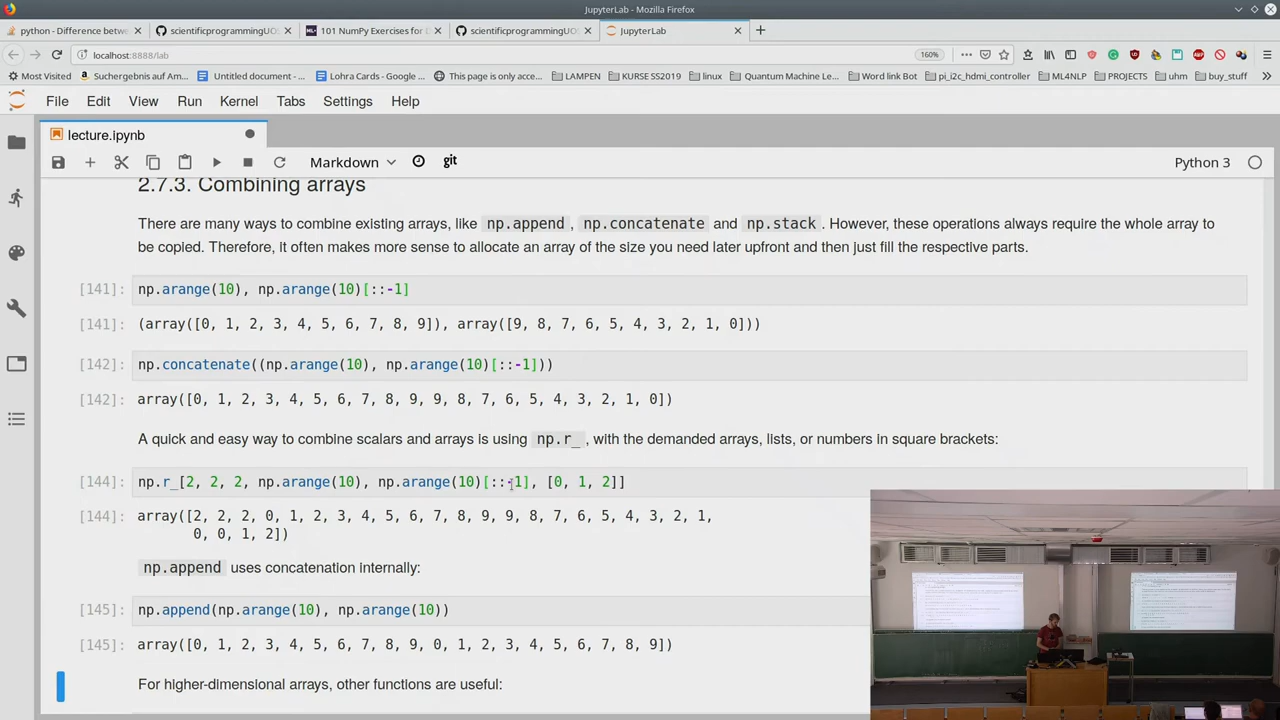 JupyterLab - Mozilla Firefox
python - Difference betwe
scientificprogrammingUO
101 NumPy Exercises for D
scientificprogrammingUO
JupyterLab
localhost:8888/lab
160%
Most Visited
Suchergebnis auf Am...
Untitled document - ...
Lohra Cards - Google ...
This page is only acce...
LAMPEN
KURSE SS2019
linux
Quantum Machine Le...
Word link Bot
pi_i2c_hdmi_controller
ML4NLP
PROJECTS
uhm
buy_stuff
File Edit View Run Kernel Tabs Settings Help
lecture.ipynb
Markdown
git
Python 3
2.7.3. Combining arrays
There are many ways to combine existing arrays, like np.append, np.concatenate and np.stack. However, these operations always require the whole array to
be copied. Therefore, it often makes more sense to allocate an array of the size you need later upfront and then just fill the respective parts.
[141]: np.arange(10), np.arange(10)[::-1]
[141]: (array([0, 1, 2, 3, 4, 5, 6, 7, 8, 9]), array([9, 8, 7, 6, 5, 4, 3, 2, 1, 0]))
[142]: np.concatenate((np.arange(10), np.arange(10)[::-1]))
[142]: array([0, 1, 2, 3, 4, 5, 6, 7, 8, 9, 9, 8, 7, 6, 5, 4, 3, 2, 1, 0])
A quick and easy way to combine scalars and arrays is using np.r_, with the demanded arrays, lists, or numbers in square brackets:
[144]: np.r_[2, 2, 2, np.arange(10), np.arange(10)[::-1], [0, 1, 2]]
[144]: array([2, 2, 2, 0, 1, 2, 3, 4, 5, 6, 7, 8, 9, 9, 8, 7, 6, 5, 4, 3, 2, 1,
0, 0, 1, 2])
np.append uses concatenation internally:
[145]: np.append(np.arange(10), np.arange(10))
[145]: array([0, 1, 2, 3, 4, 5, 6, 7, 8, 9, 0, 1, 2, 3, 4, 5, 6, 7, 8, 9])
For higher-dimensional arrays, other functions are useful: